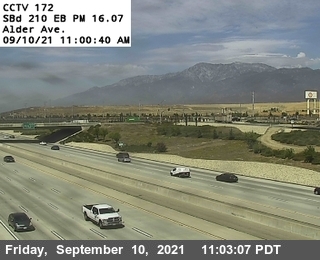 CCTV 172
SBd 210 EB PM 16.07
Alder Ave.
09/10/21 11:00:40 AM
Friday, September 10, 2021 11:03:07 PDT